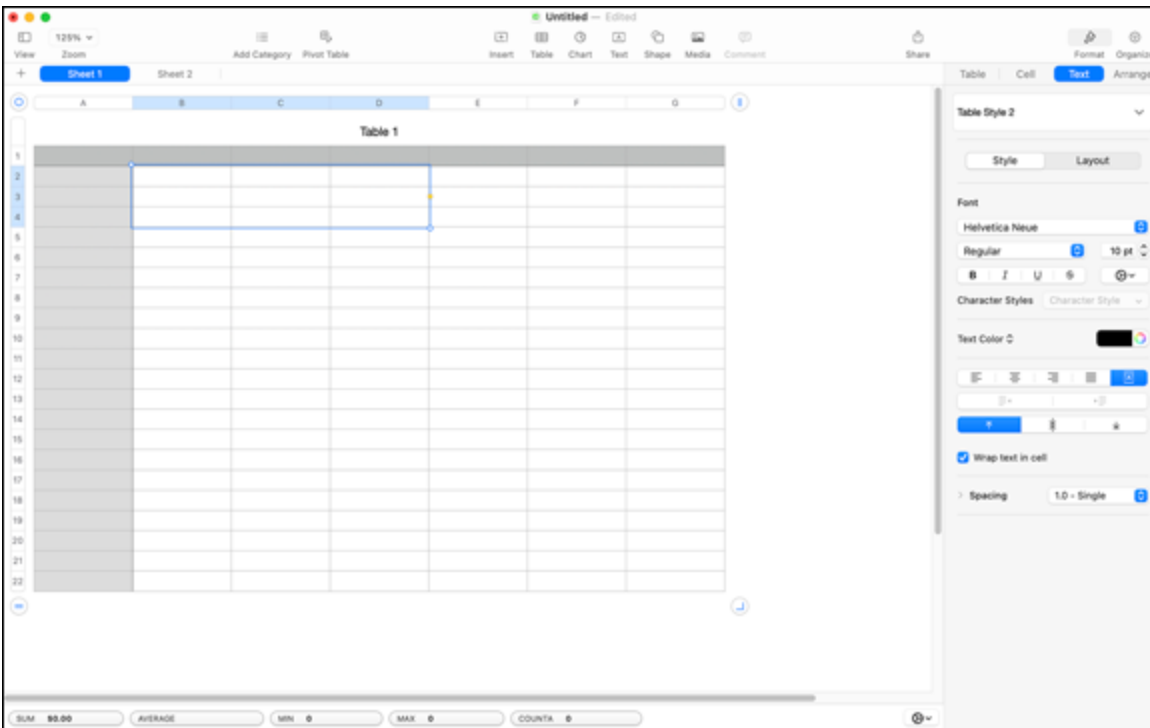 Untitled — Edited
125%
View Zoom Add Category Pivot Table Insert Table Chart Text Shape Media Comment Share Format Organiz
Sheet 1 Sheet 2 Table Cell Text Arrange
A B C D E F G
Table 1
1
2
3
4
5
6
7
8
9
10
11
12
13
14
15
16
17
18
19
20
21
22
Table Style 2
Style Layout
Font
Helvetica Neue
Regular 10 pt
B I U S
Character Styles Character Style
Text Color
Wrap text in cell
Spacing 1.0 - Single
SUM 90.00 AVERAGE MIN 0 MAX 0 COUNTA 0